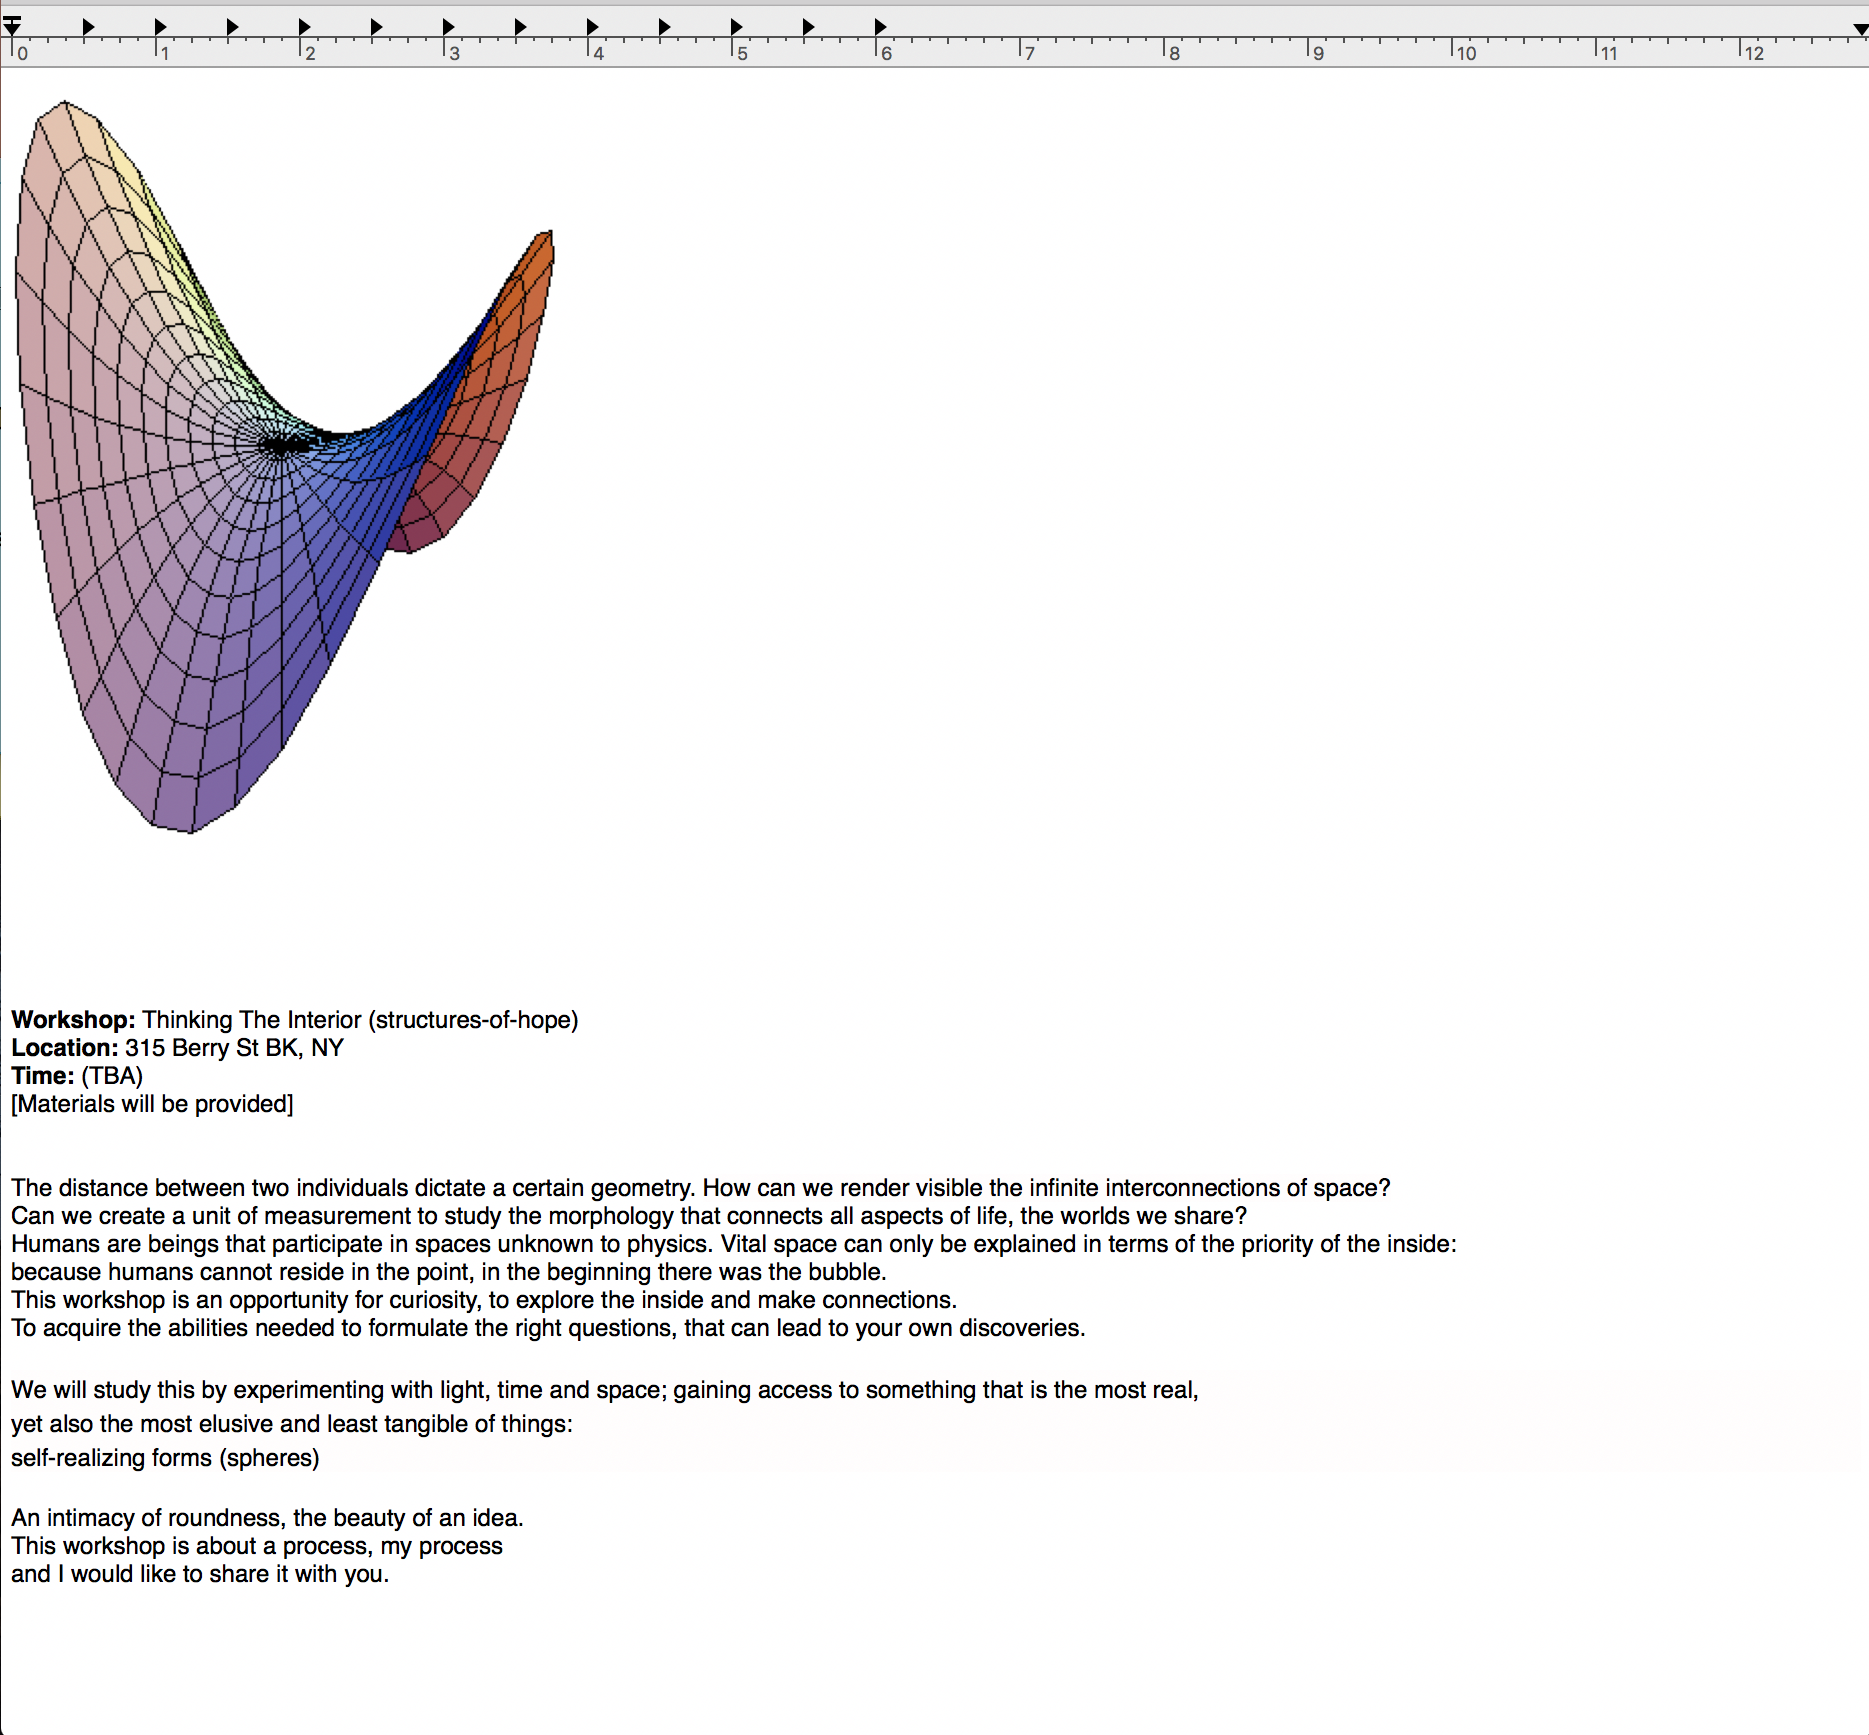 0 1 2 3 4 5 6 7 8 9 10 11 12
Workshop: Thinking The Interior (structures-of-hope)
Location: 315 Berry St BK, NY
Time: (TBA)
[Materials will be provided]
The distance between two individuals dictate a certain geometry. How can we render visible the infinite interconnections of space?
Can we create a unit of measurement to study the morphology that connects all aspects of life, the worlds we share?
Humans are beings that participate in spaces unknown to physics. Vital space can only be explained in terms of the priority of the inside:
because humans cannot reside in the point, in the beginning there was the bubble.
This workshop is an opportunity for curiosity, to explore the inside and make connections.
To acquire the abilities needed to formulate the right questions, that can lead to your own discoveries.
We will study this by experimenting with light, time and space; gaining access to something that is the most real,
yet also the most elusive and least tangible of things:
self-realizing forms (spheres)
An intimacy of roundness, the beauty of an idea.
This workshop is about a process, my process
and I would like to share it with you.